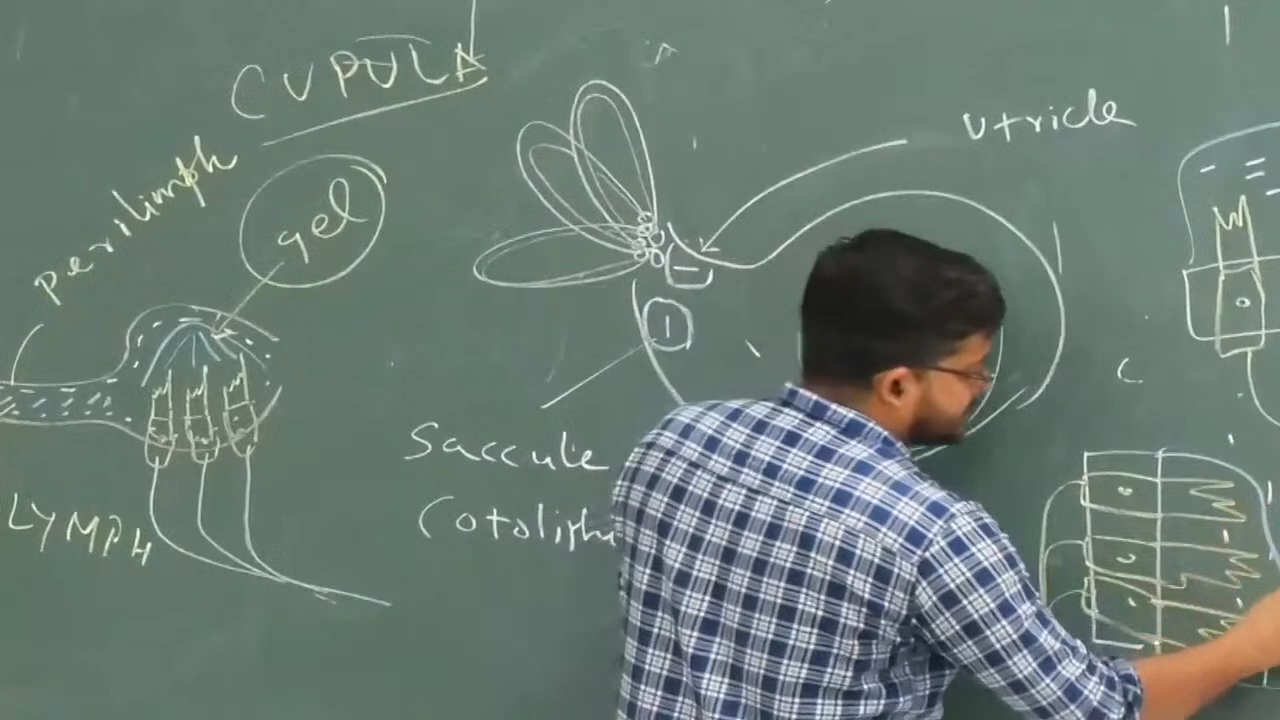 CUPULA
perilimph
gel
Utricle
Saccule
(otolith
LYMPH